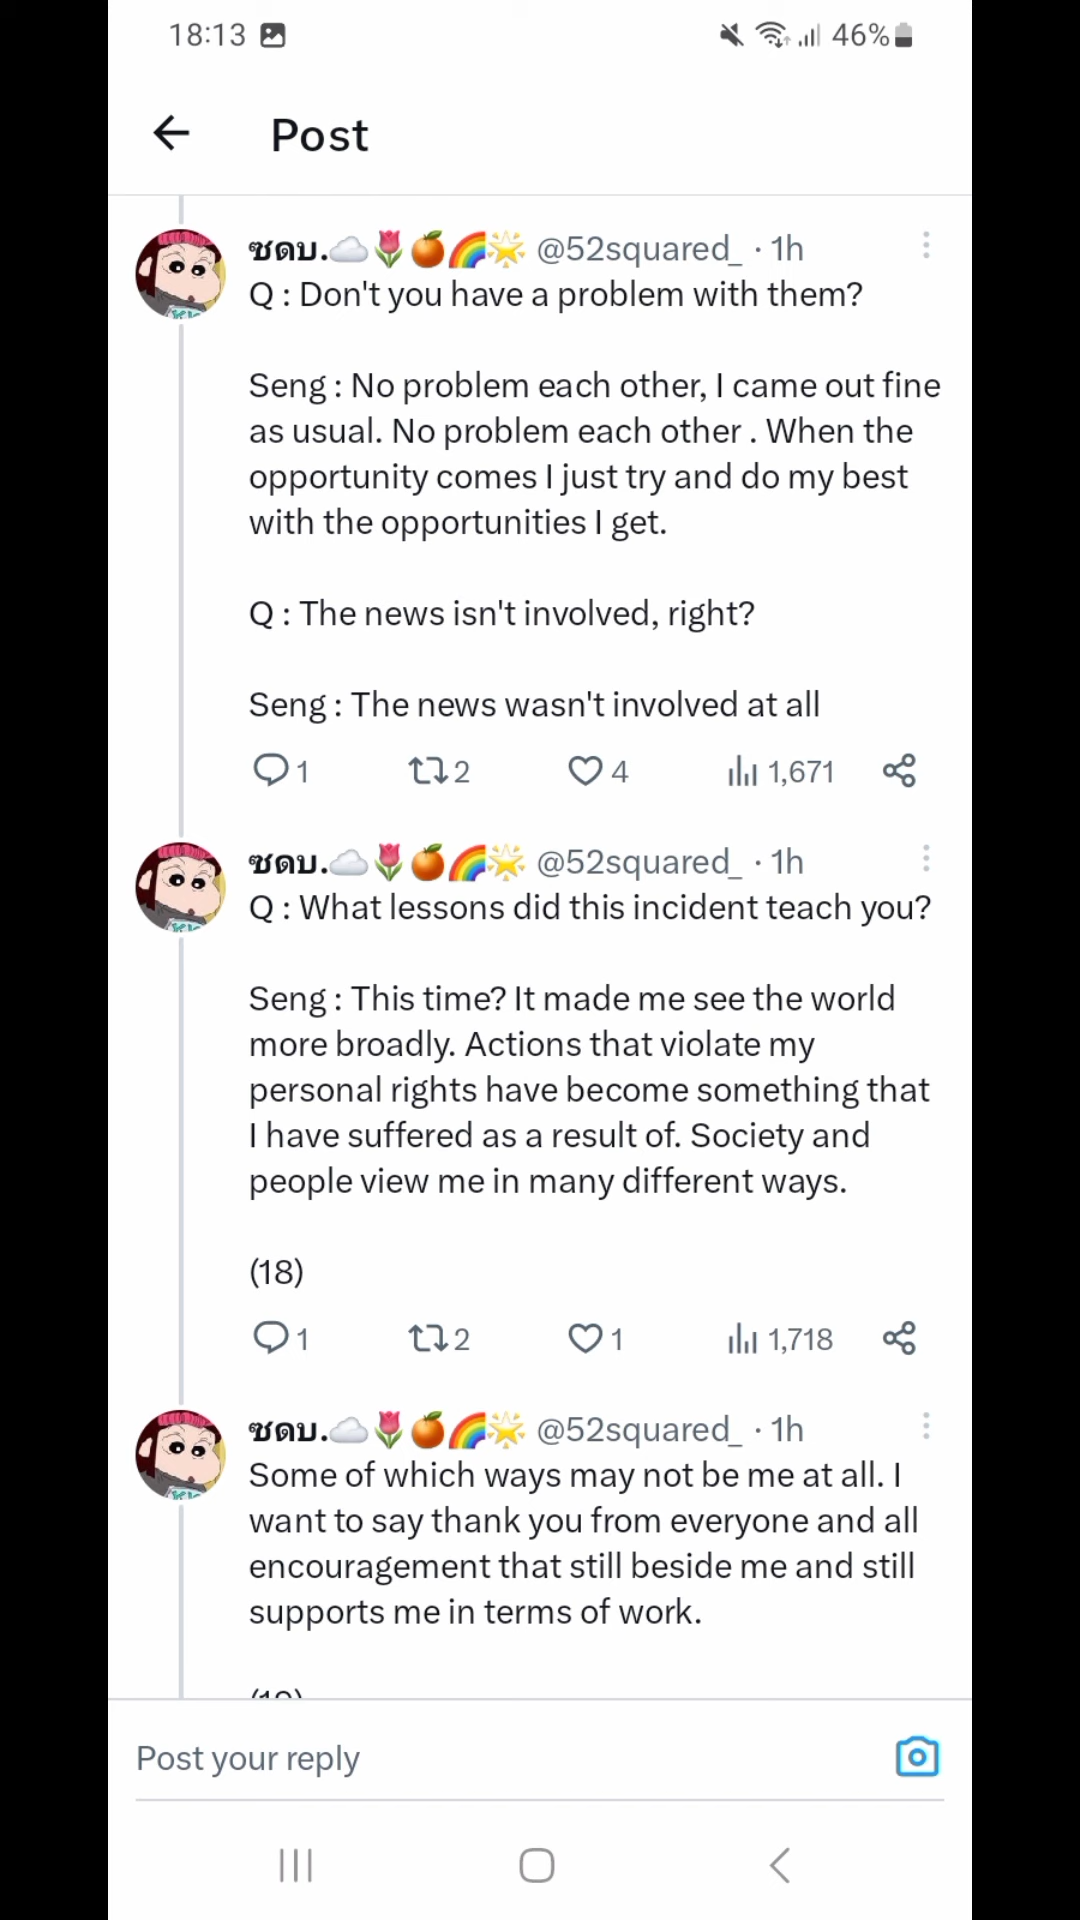 18:13 46%
Post
ซดบ.☁️🌷🍊🌈🌟 @52squared_ · 1h
Q : Don't you have a problem with them?
Seng : No problem each other, I came out fine
as usual. No problem each other . When the
opportunity comes I just try and do my best
with the opportunities I get.
Q : The news isn't involved, right?
Seng : The news wasn't involved at all
1 2 4 1,671
ซดบ.☁️🌷🍊🌈🌟 @52squared_ · 1h
Q : What lessons did this incident teach you?
Seng : This time? It made me see the world
more broadly. Actions that violate my
personal rights have become something that
I have suffered as a result of. Society and
people view me in many different ways.
(18)
1 2 1 1,718
ซดบ.☁️🌷🍊🌈🌟 @52squared_ · 1h
Some of which ways may not be me at all. I
want to say thank you from everyone and all
encouragement that still beside me and still
supports me in terms of work.
Post your reply